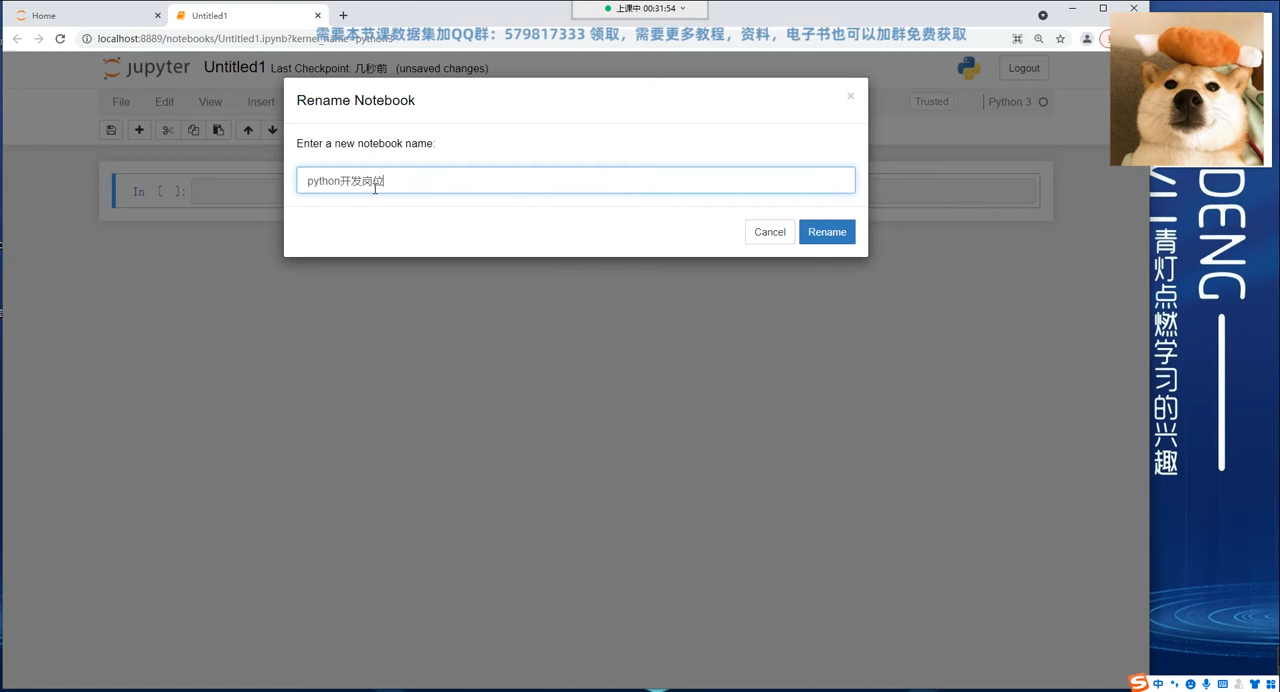 上课中 00:31:54
Home
Untitled1
localhost:8889/notebooks/Untitled1.ipynb?kernel_name=python3
需要本节课数据集加QQ群：579817333 领取，需要更多教程，资料，电子书也可以加群免费获取
jupyter Untitled1 Last Checkpoint: 几秒前 (unsaved changes)
Logout
File Edit View Insert
Trusted
Python 3
Rename Notebook
Enter a new notebook name:
python开发岗位
Cancel
Rename
In [ ]:
DENG
青灯点燃学习的兴趣
中